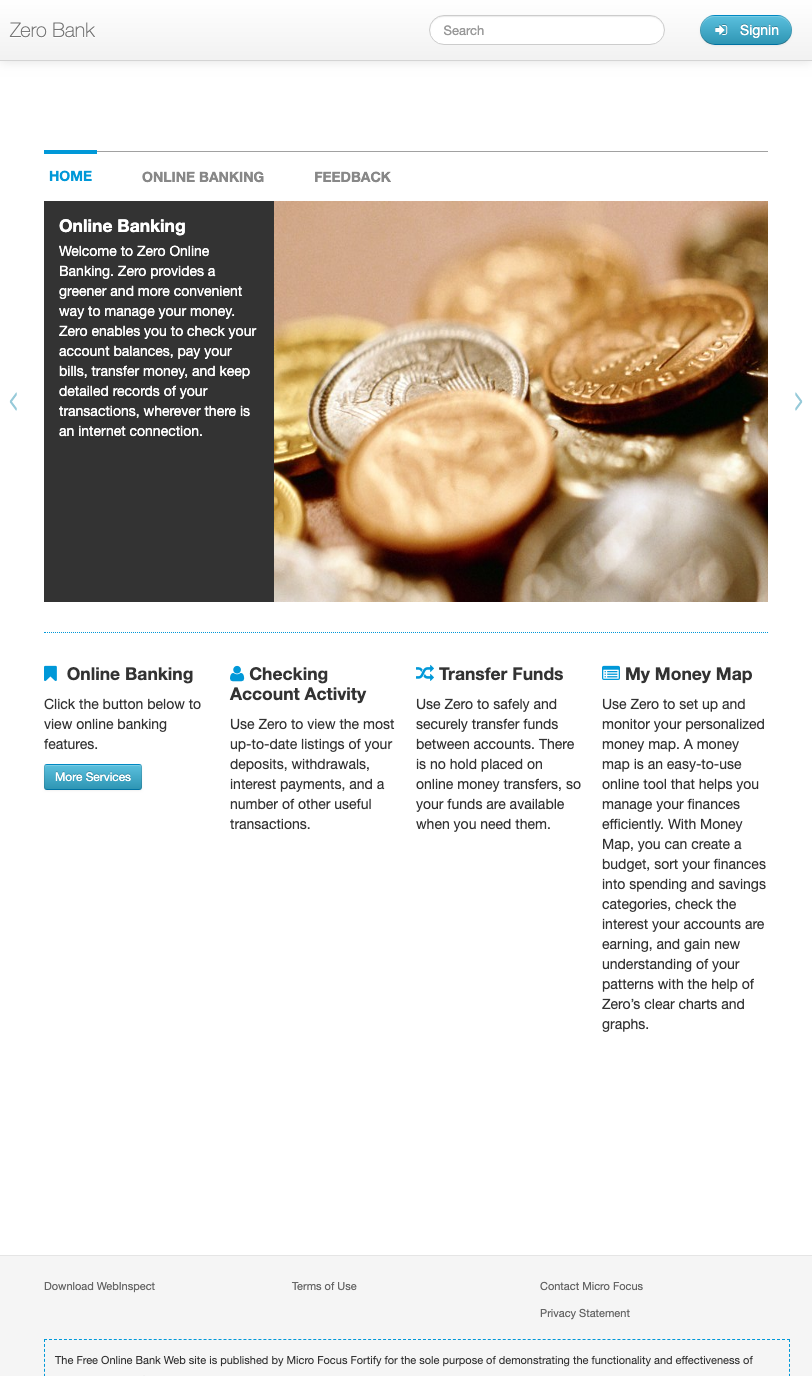 Zero Bank
Search
Signin
HOME
ONLINE BANKING
FEEDBACK
Online Banking
Welcome to Zero Online
Banking. Zero provides a
greener and more convenient
way to manage your money.
Zero enables you to check your
account balances, pay your
bills, transfer money, and keep
detailed records of your
transactions, wherever there is
an internet connection.
Online Banking
Click the button below to
view online banking
features.
More Services
Checking
Account Activity
Use Zero to view the most
up-to-date listings of your
deposits, withdrawals,
interest payments, and a
number of other useful
transactions.
Transfer Funds
Use Zero to safely and
securely transfer funds
between accounts. There
is no hold placed on
online money transfers, so
your funds are available
when you need them.
My Money Map
Use Zero to set up and
monitor your personalized
money map. A money
map is an easy-to-use
online tool that helps you
manage your finances
efficiently. With Money
Map, you can create a
budget, sort your finances
into spending and savings
categories, check the
interest your accounts are
earning, and gain new
understanding of your
patterns with the help of
Zero’s clear charts and
graphs.
Download WebInspect
Terms of Use
Contact Micro Focus
Privacy Statement
The Free Online Bank Web site is published by Micro Focus Fortify for the sole purpose of demonstrating the functionality and effectiveness of